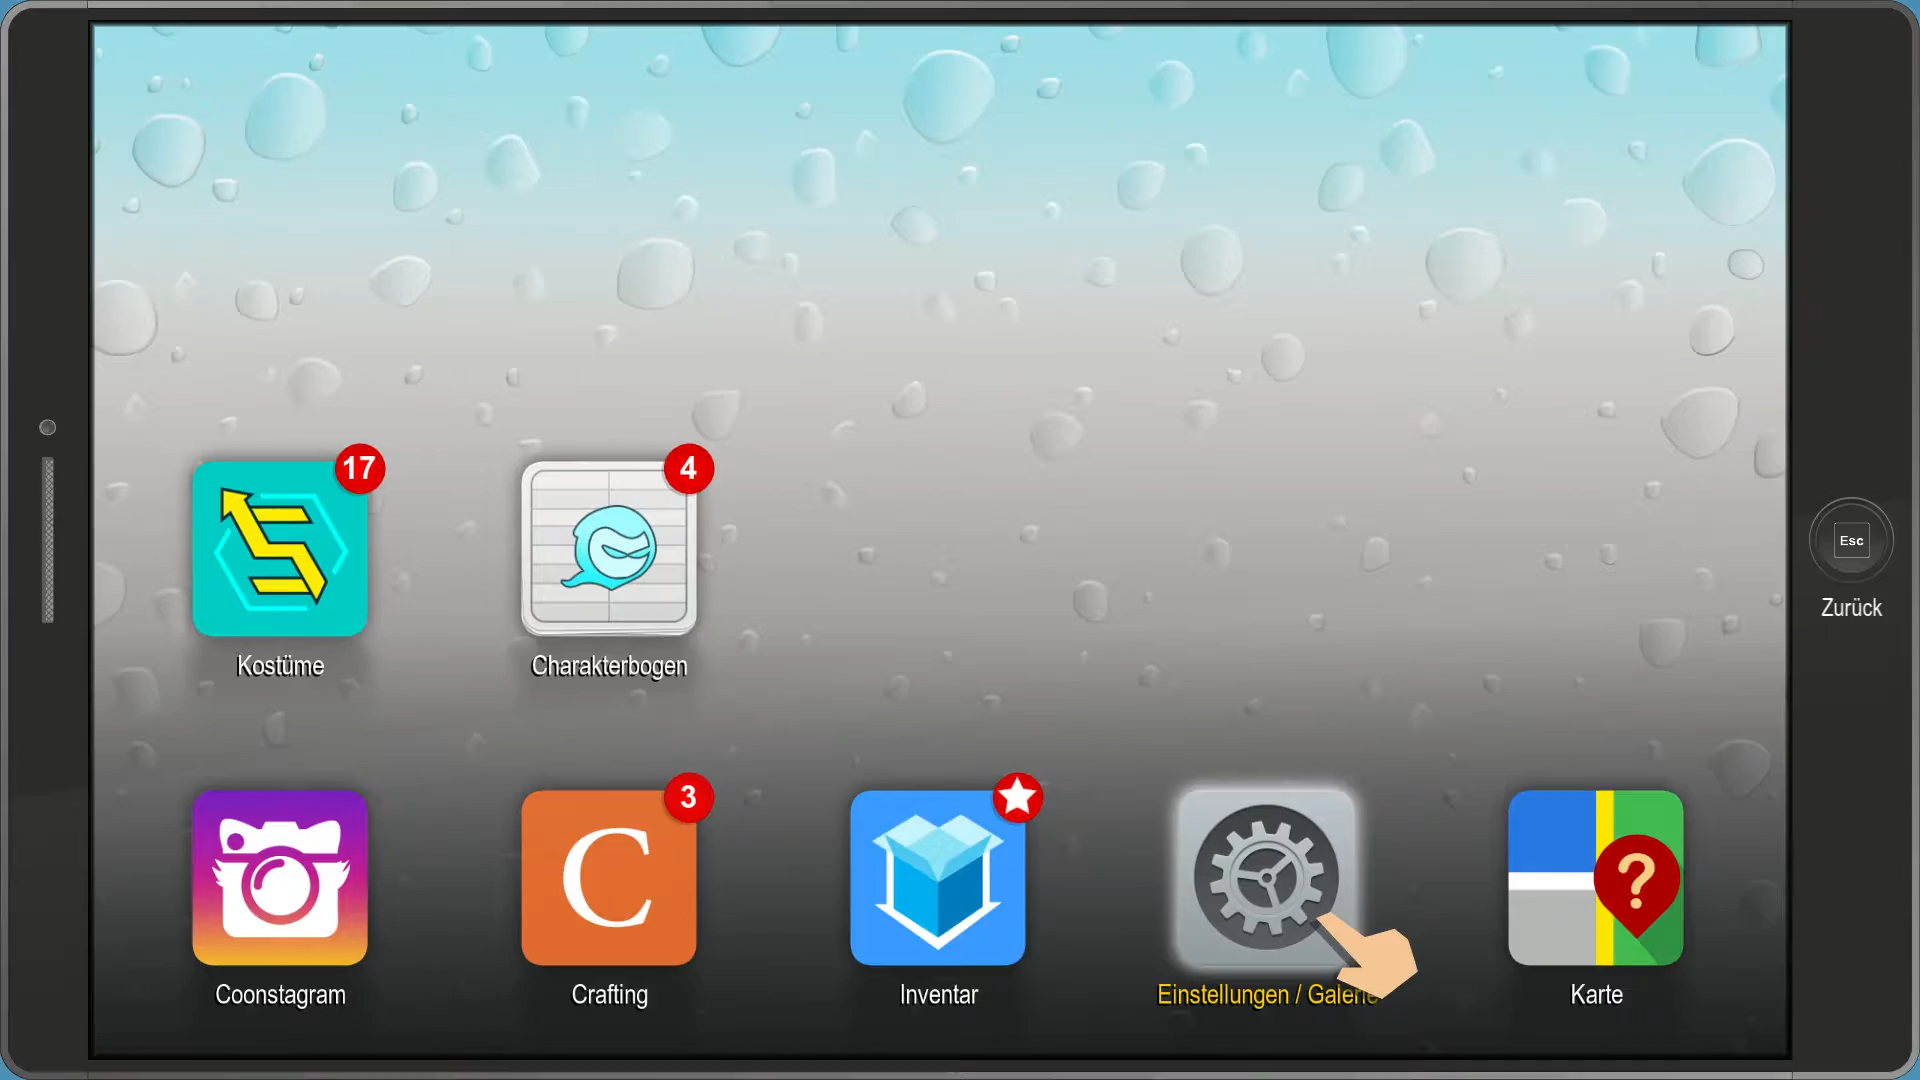 17
4
Kostüme
Charakterbogen
Esc
Zurück
3
C
?
Coonstagram
Crafting
Inventar
Einstellungen / Galerie
Karte